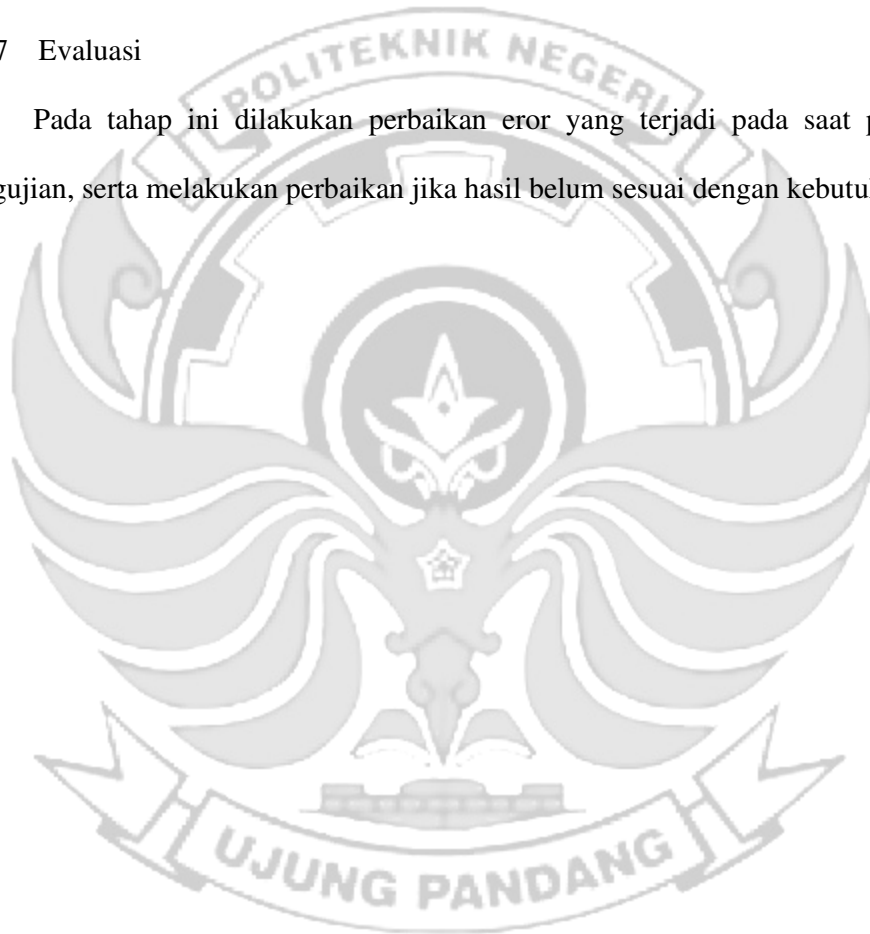 POLITEKNIK NEGERI
7 Evaluasi
Pada tahap ini dilakukan perbaikan eror yang terjadi pada saat p
gujian, serta melakukan perbaikan jika hasil belum sesuai dengan kebutu
UJUNG PANDANG